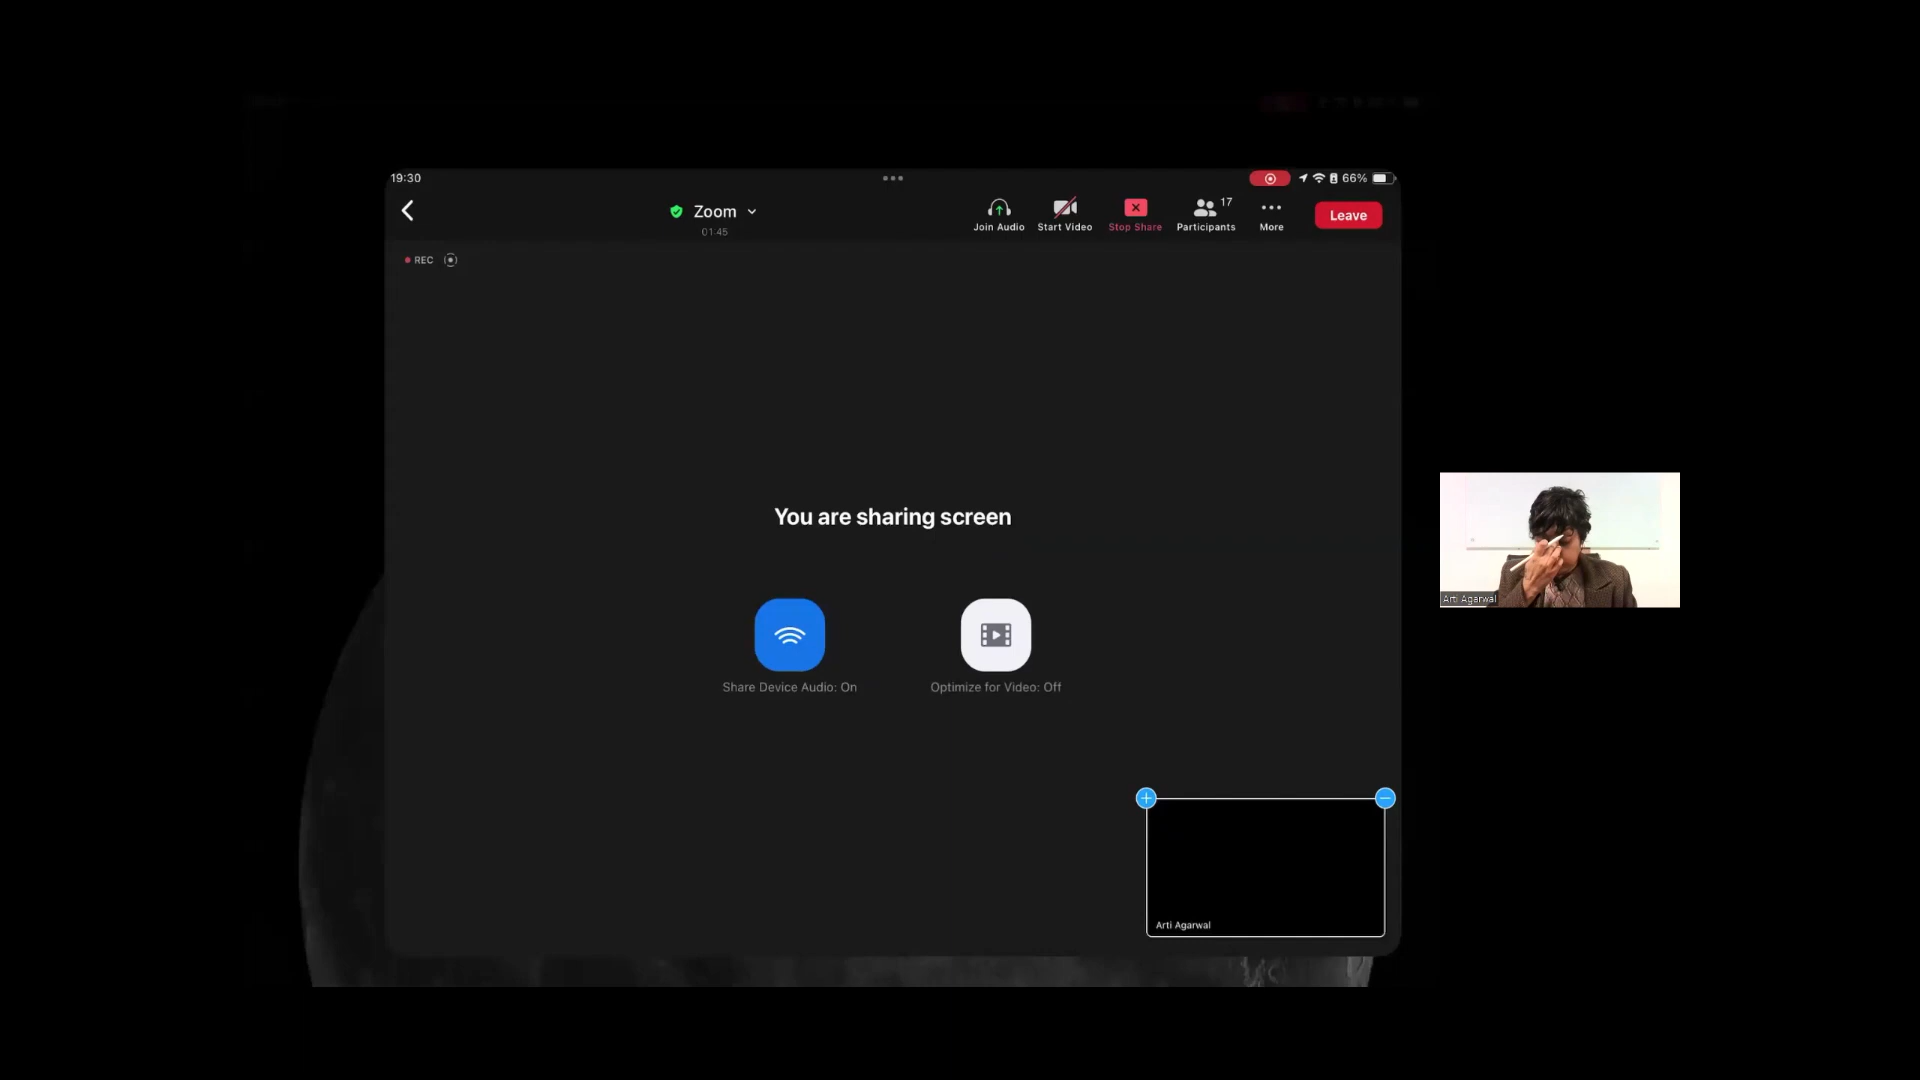 19:30
66%
Zoom
01:45
Join Audio
Start Video
Stop Share
17
Participants
More
Leave
REC
You are sharing screen
Share Device Audio: On
Optimize for Video: Off
Arti Agarwal
Arti Agarwal